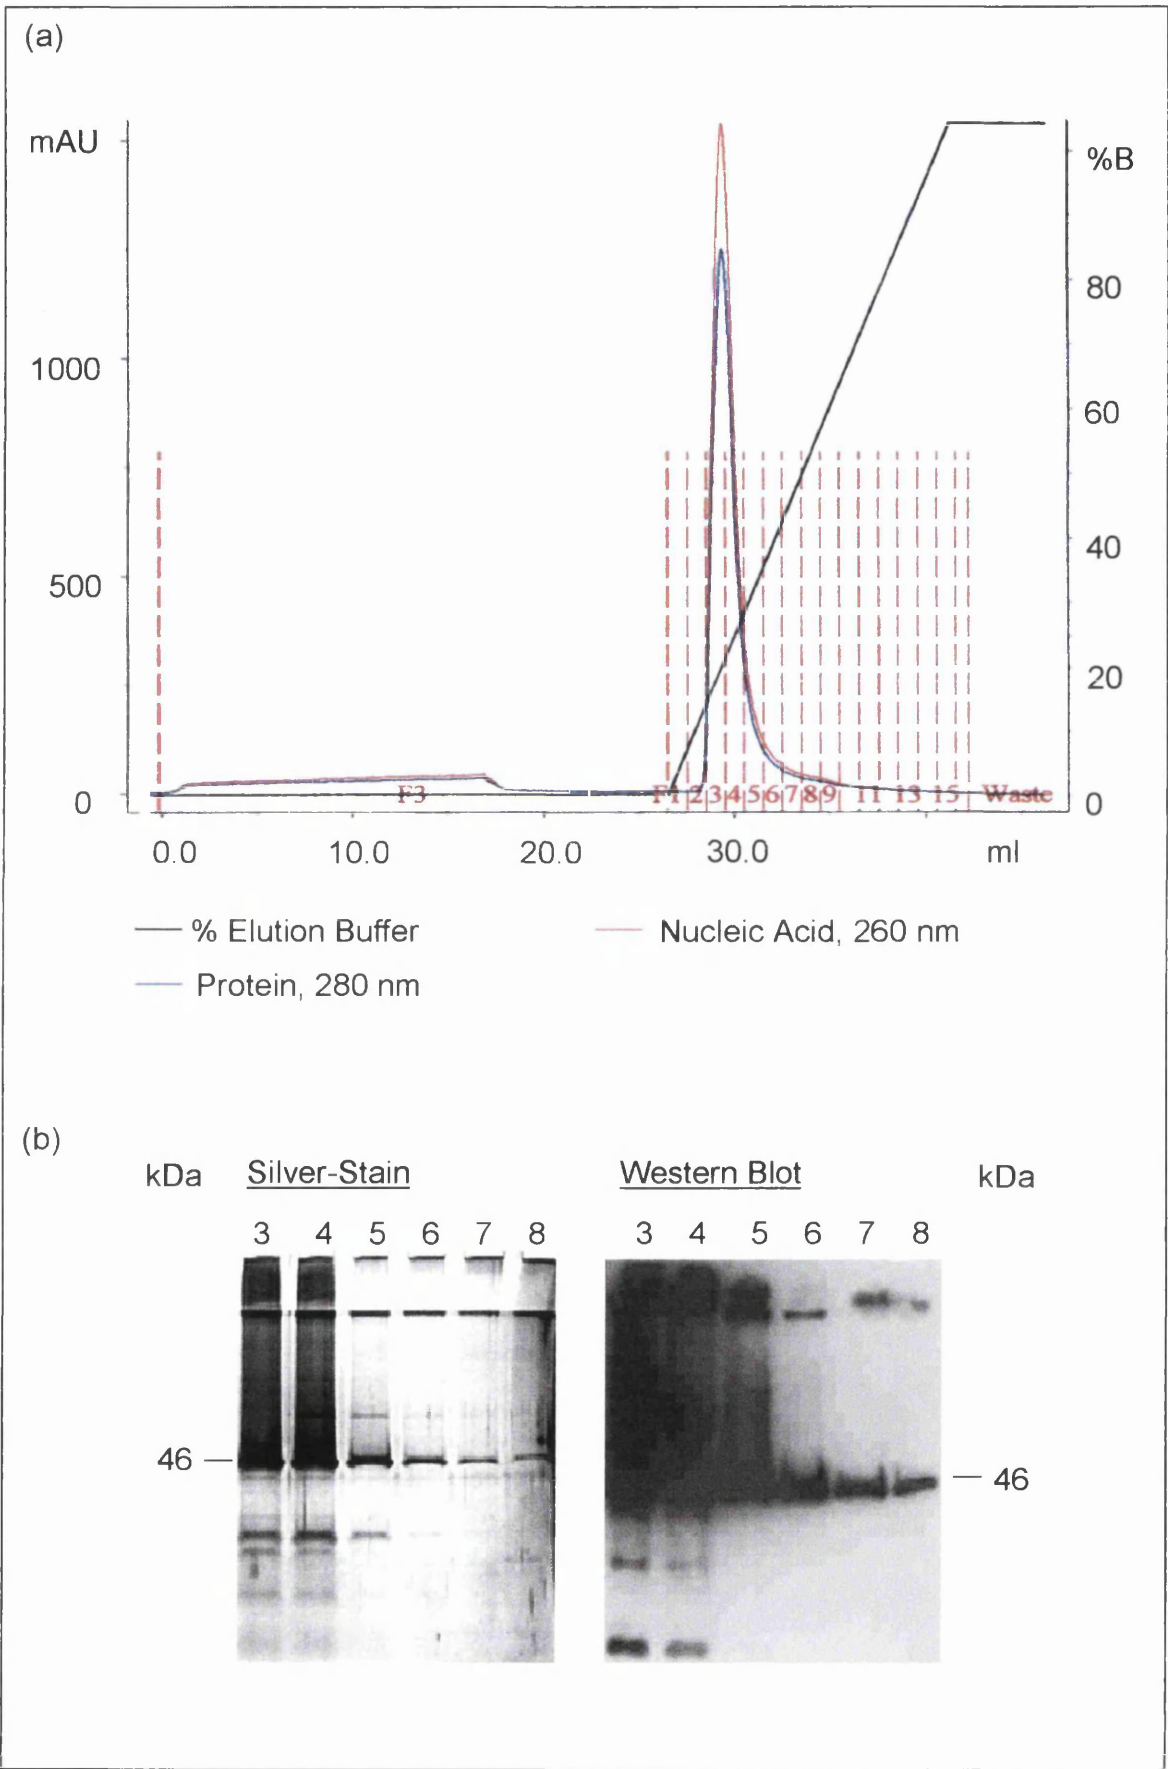 (a)
mAU
%B
1000
500
0
80
60
40
20
0
F3
F1 2 3 4 5 6 7 8 9 11 13 15 Waste
0.0 10.0 20.0 30.0 ml
% Elution Buffer
Nucleic Acid, 260 nm
Protein, 280 nm
(b)
kDa Silver-Stain Western Blot kDa
3 4 5 6 7 8 3 4 5 6 7 8
46
46